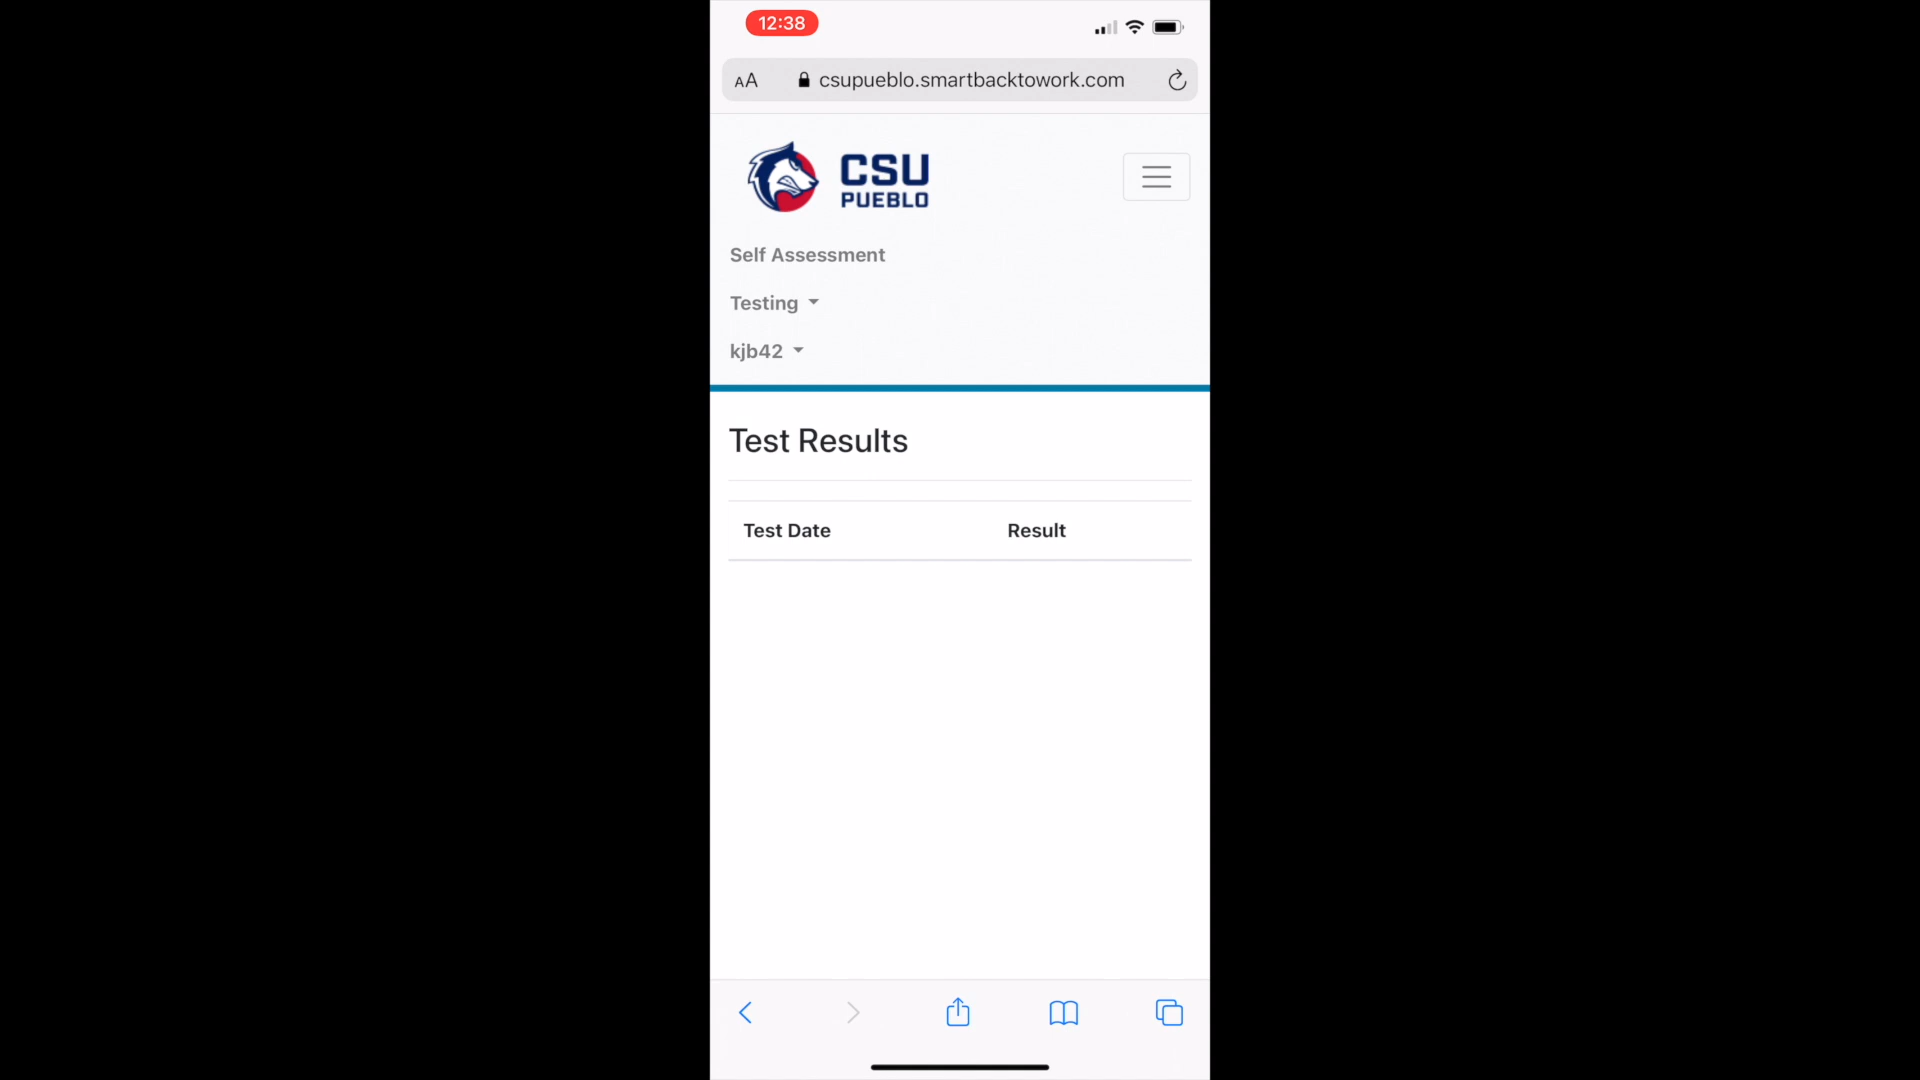 12:38
AA csupueblo.smartbacktowork.com
CSU
PUEBLO
Self Assessment
Testing
kjb42
Test Results
Test Date Result